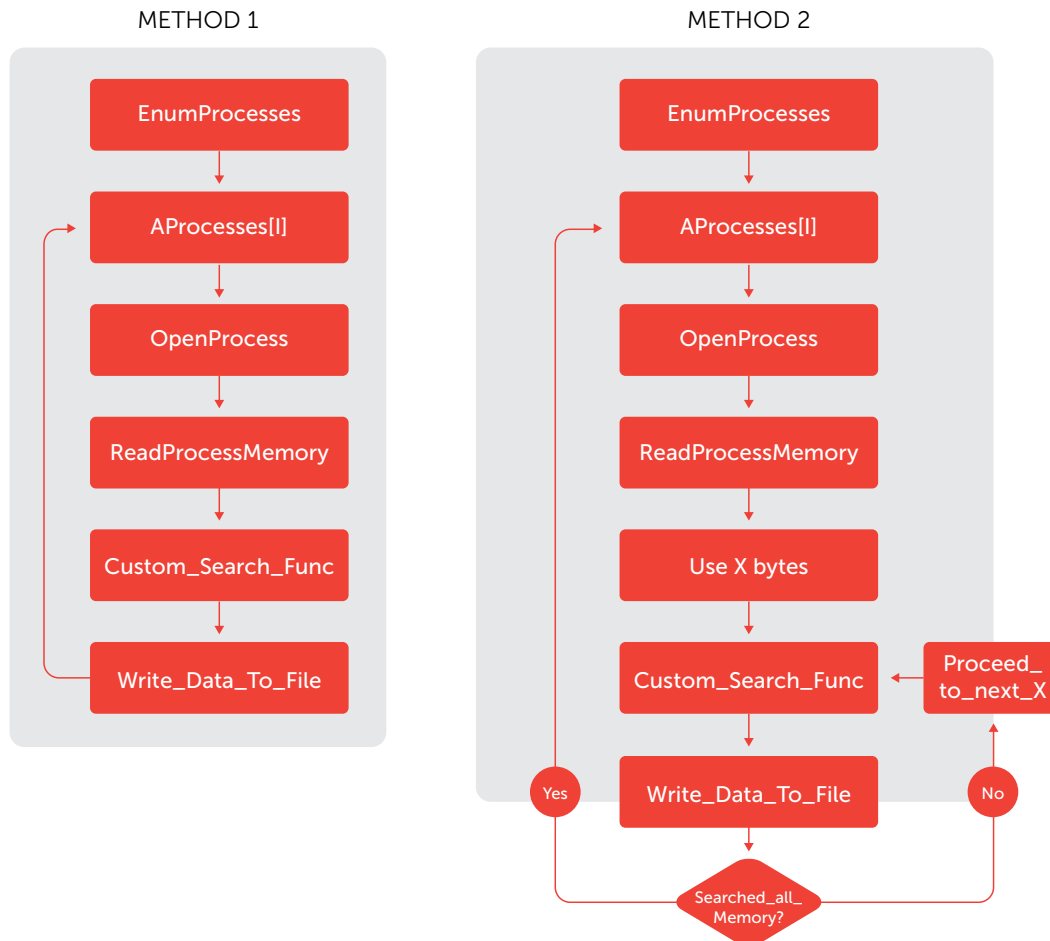 METHOD 1
EnumProcesses
AProcesses[I]
OpenProcess
ReadProcessMemory
Custom_Search_Func
Write_Data_To_File
METHOD 2
EnumProcesses
AProcesses[I]
OpenProcess
ReadProcessMemory
Use X bytes
Custom_Search_Func
Proceed_
to_next_X
Write_Data_To_File
Yes
No
Searched_all_
Memory?